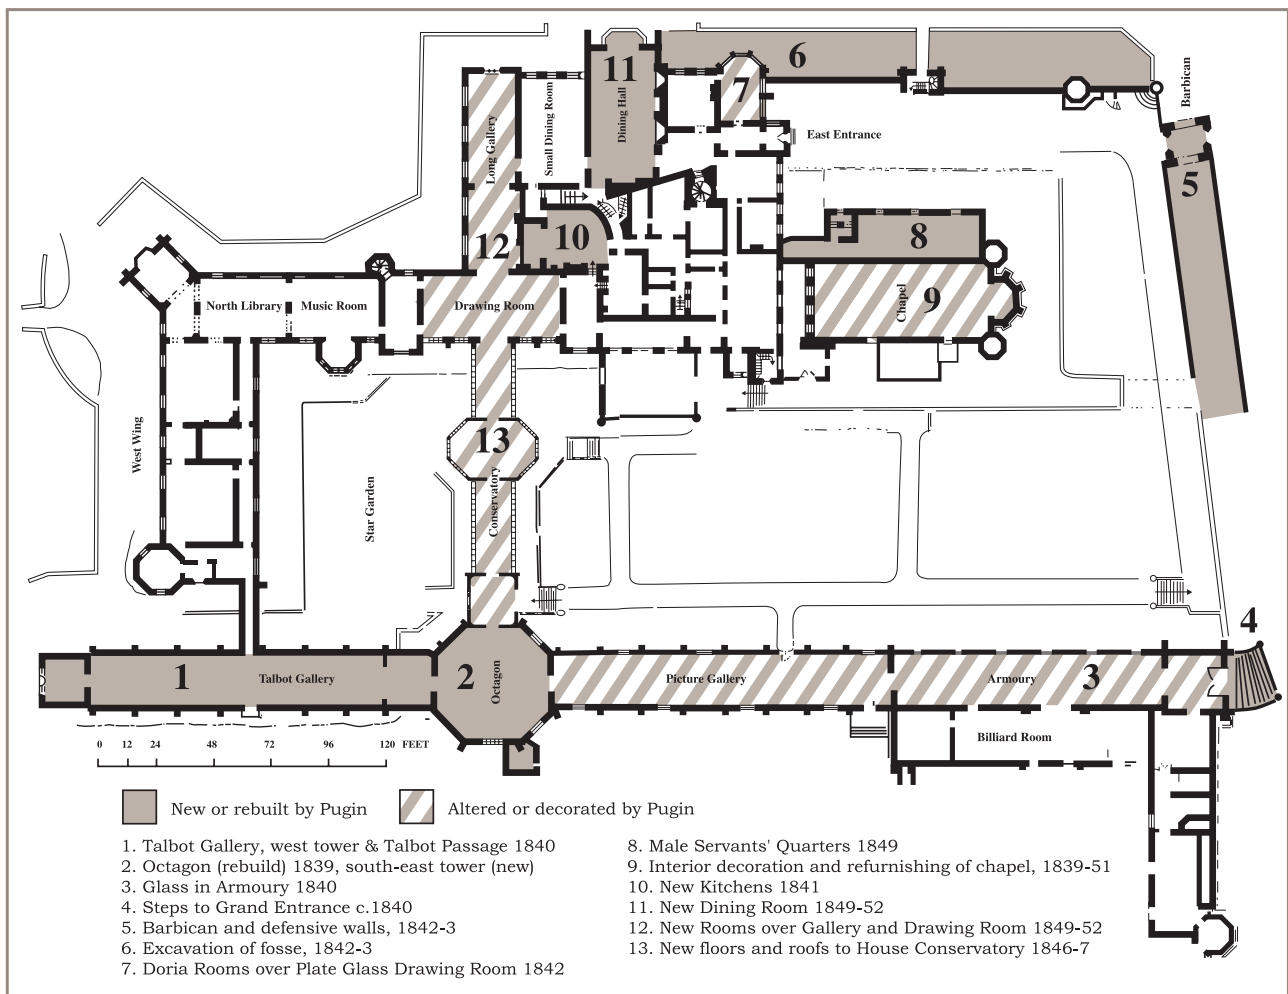 11
6
Barbican
7
Dining Hall
Small Dining Room
Long Gallery
East Entrance
5
12
10
8
North Library
Music Room
Drawing Room
Chapel
9
West Wing
13
Conservatory
Star Garden
4
1
Talbot Gallery
2
Octagon
Picture Gallery
Armoury
3
Billiard Room
0 12 24 48 72 96 120 FEET
New or rebuilt by Pugin
Altered or decorated by Pugin
1. Talbot Gallery, west tower & Talbot Passage 1840
2. Octagon (rebuild) 1839, south-east tower (new)
3. Glass in Armoury 1840
4. Steps to Grand Entrance c.1840
5. Barbican and defensive walls, 1842-3
6. Excavation of fosse, 1842-3
7. Doria Rooms over Plate Glass Drawing Room 1842
8. Male Servants' Quarters 1849
9. Interior decoration and refurnishing of chapel, 1839-51
10. New Kitchens 1841
11. New Dining Room 1849-52
12. New Rooms over Gallery and Drawing Room 1849-52
13. New floors and roofs to House Conservatory 1846-7